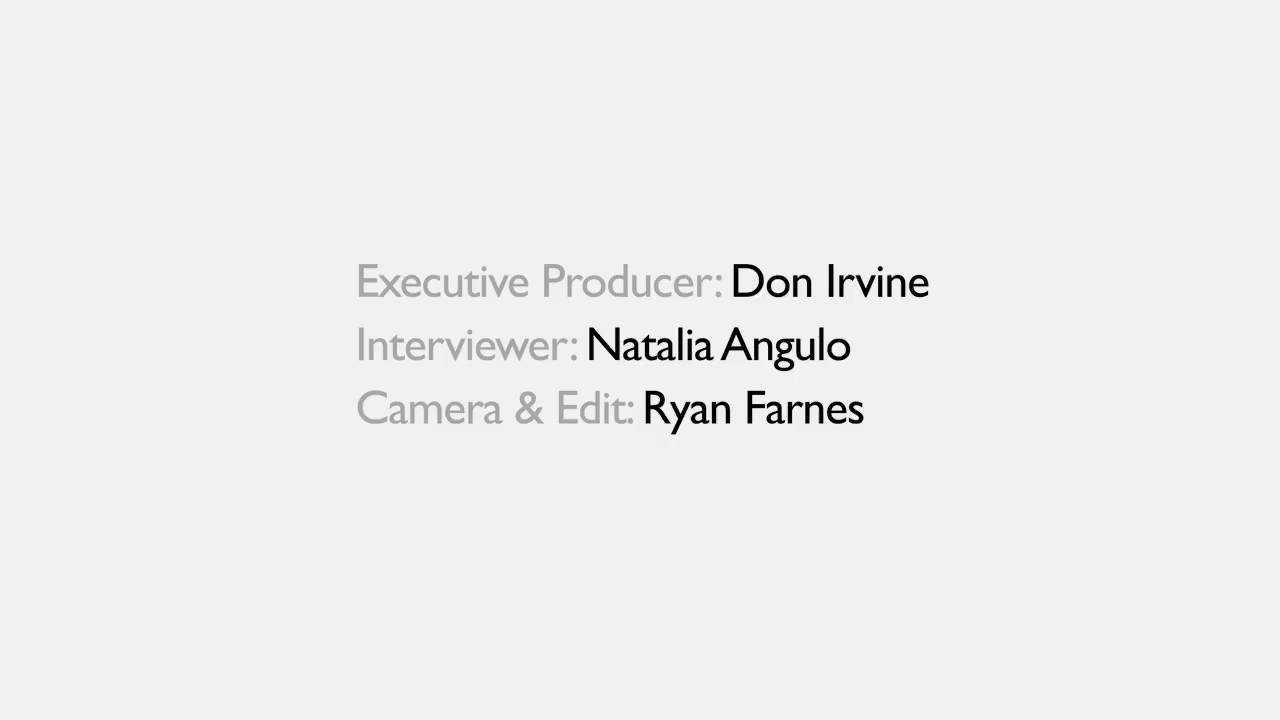 Executive Producer: Don Irvine
Interviewer: Natalia Angulo
Camera & Edit: Ryan Farnes